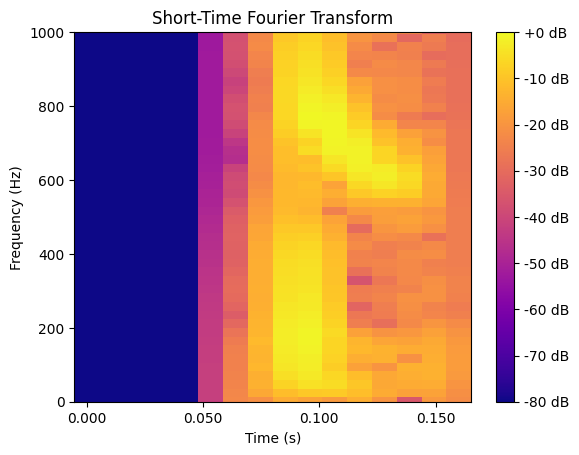 Short-Time Fourier Transform
Frequency (Hz)
1000
800
600
400
200
0
0.000
0.050
0.100
0.150
Time (s)
+0 dB
-10 dB
-20 dB
-30 dB
-40 dB
-50 dB
-60 dB
-70 dB
-80 dB